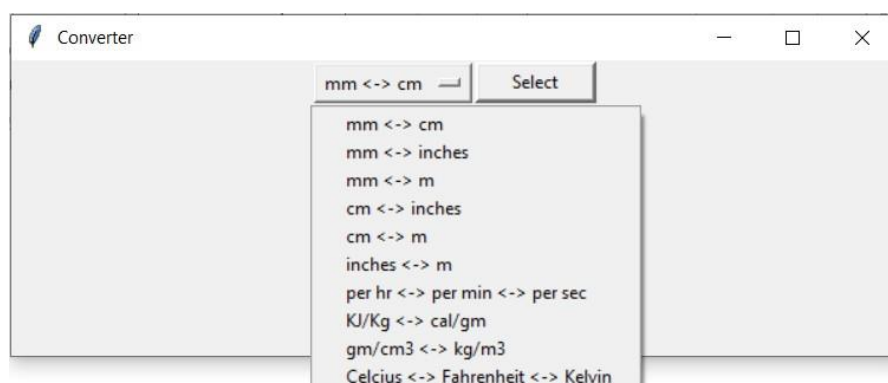 Converter
mm <-> cm Select
mm <-> cm
mm <-> inches
mm <-> m
cm <-> inches
cm <-> m
inches <-> m
per hr <-> per min <-> per sec
KJ/Kg <-> cal/gm
gm/cm3 <-> kg/m3
Celcius <-> Fahrenheit <-> Kelvin